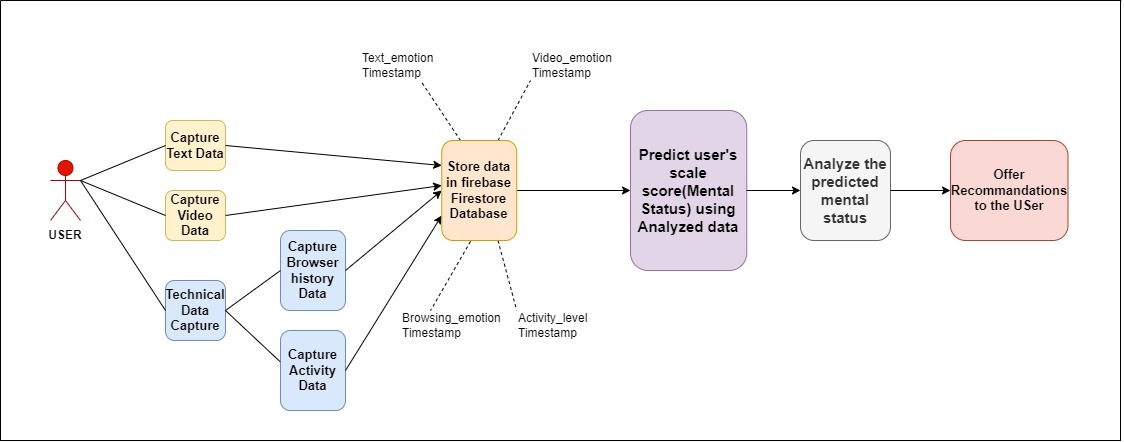 Text_emotion
Timestamp
Video_emotion
Timestamp
Capture
Text Data
USER
Capture
Video
Data
Technical
Data
Capture
Capture
Browser
history
Data
Capture
Activity
Data
Store data
in firebase
Firestore
Database
Browsing_emotion
Timestamp
Activity_level
Timestamp
Predict user's
scale
score(Mental
Status) using
Analyzed data
Analyze the
predicted
mental
status
Offer
Recommandations
to the USer